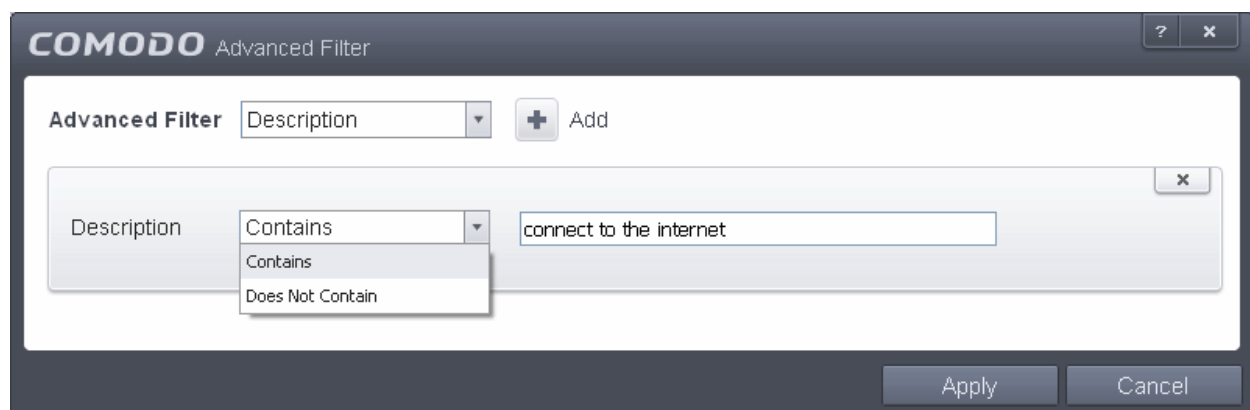 COMODO Advanced Filter ? x
Advanced Filter Description + Add
x
Description Contains connect to the internet
Contains
Does Not Contain
Apply Cancel